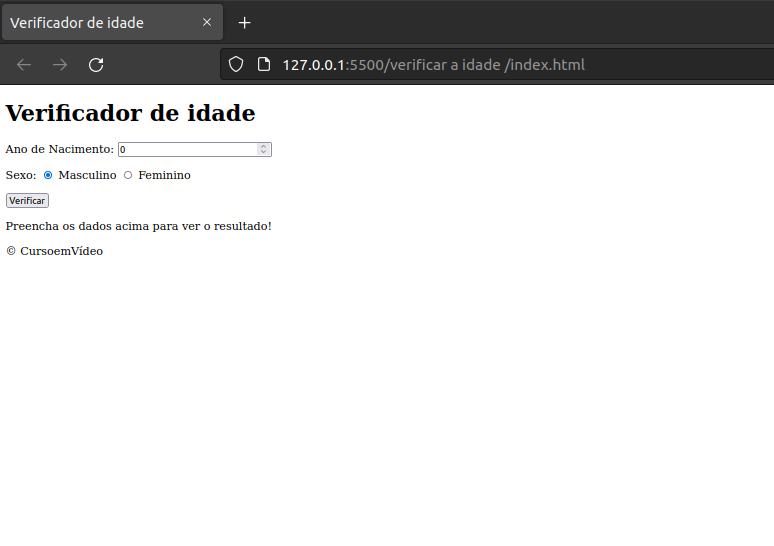 Verificador de idade
127.0.0.1:5500/verificar a idade /index.html
Verificador de idade
Ano de Nacimento: 0
Sexo: Masculino Feminino
Verificar
Preencha os dados acima para ver o resultado!
© CursoemVídeo